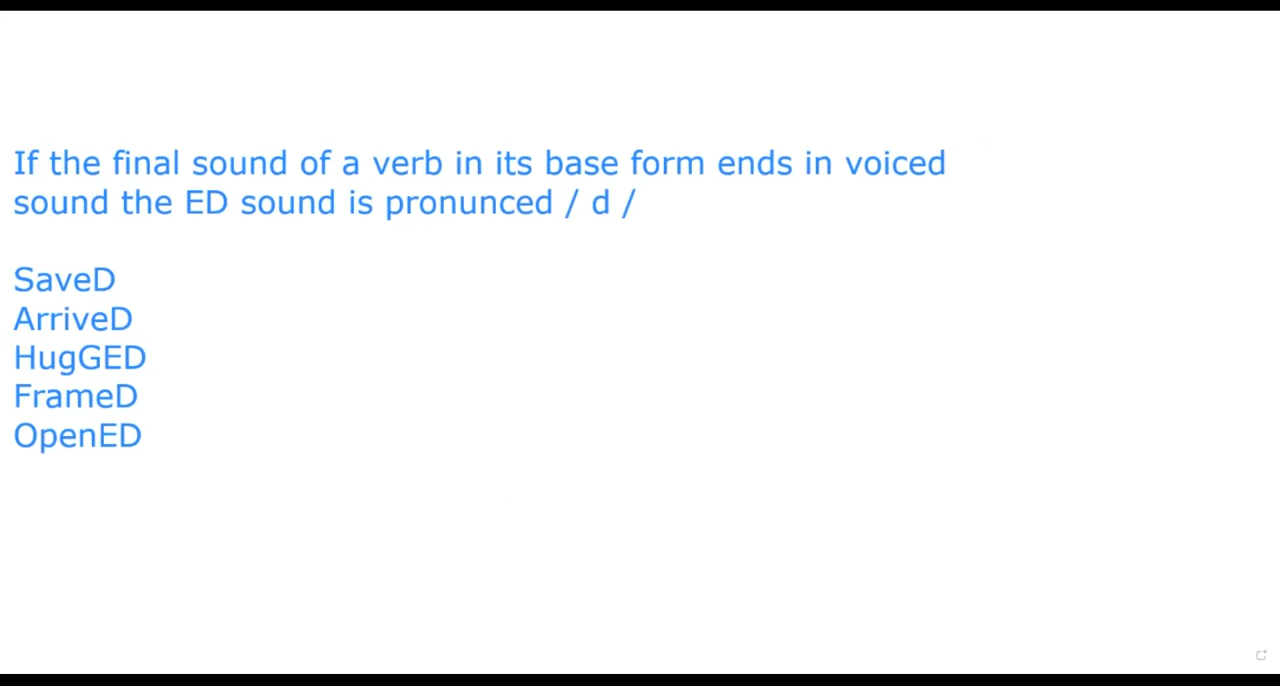 If the final sound of a verb in its base form ends in voiced
sound the ED sound is pronunced / d /
SaveD
ArriveD
HugGED
FrameD
OpenED